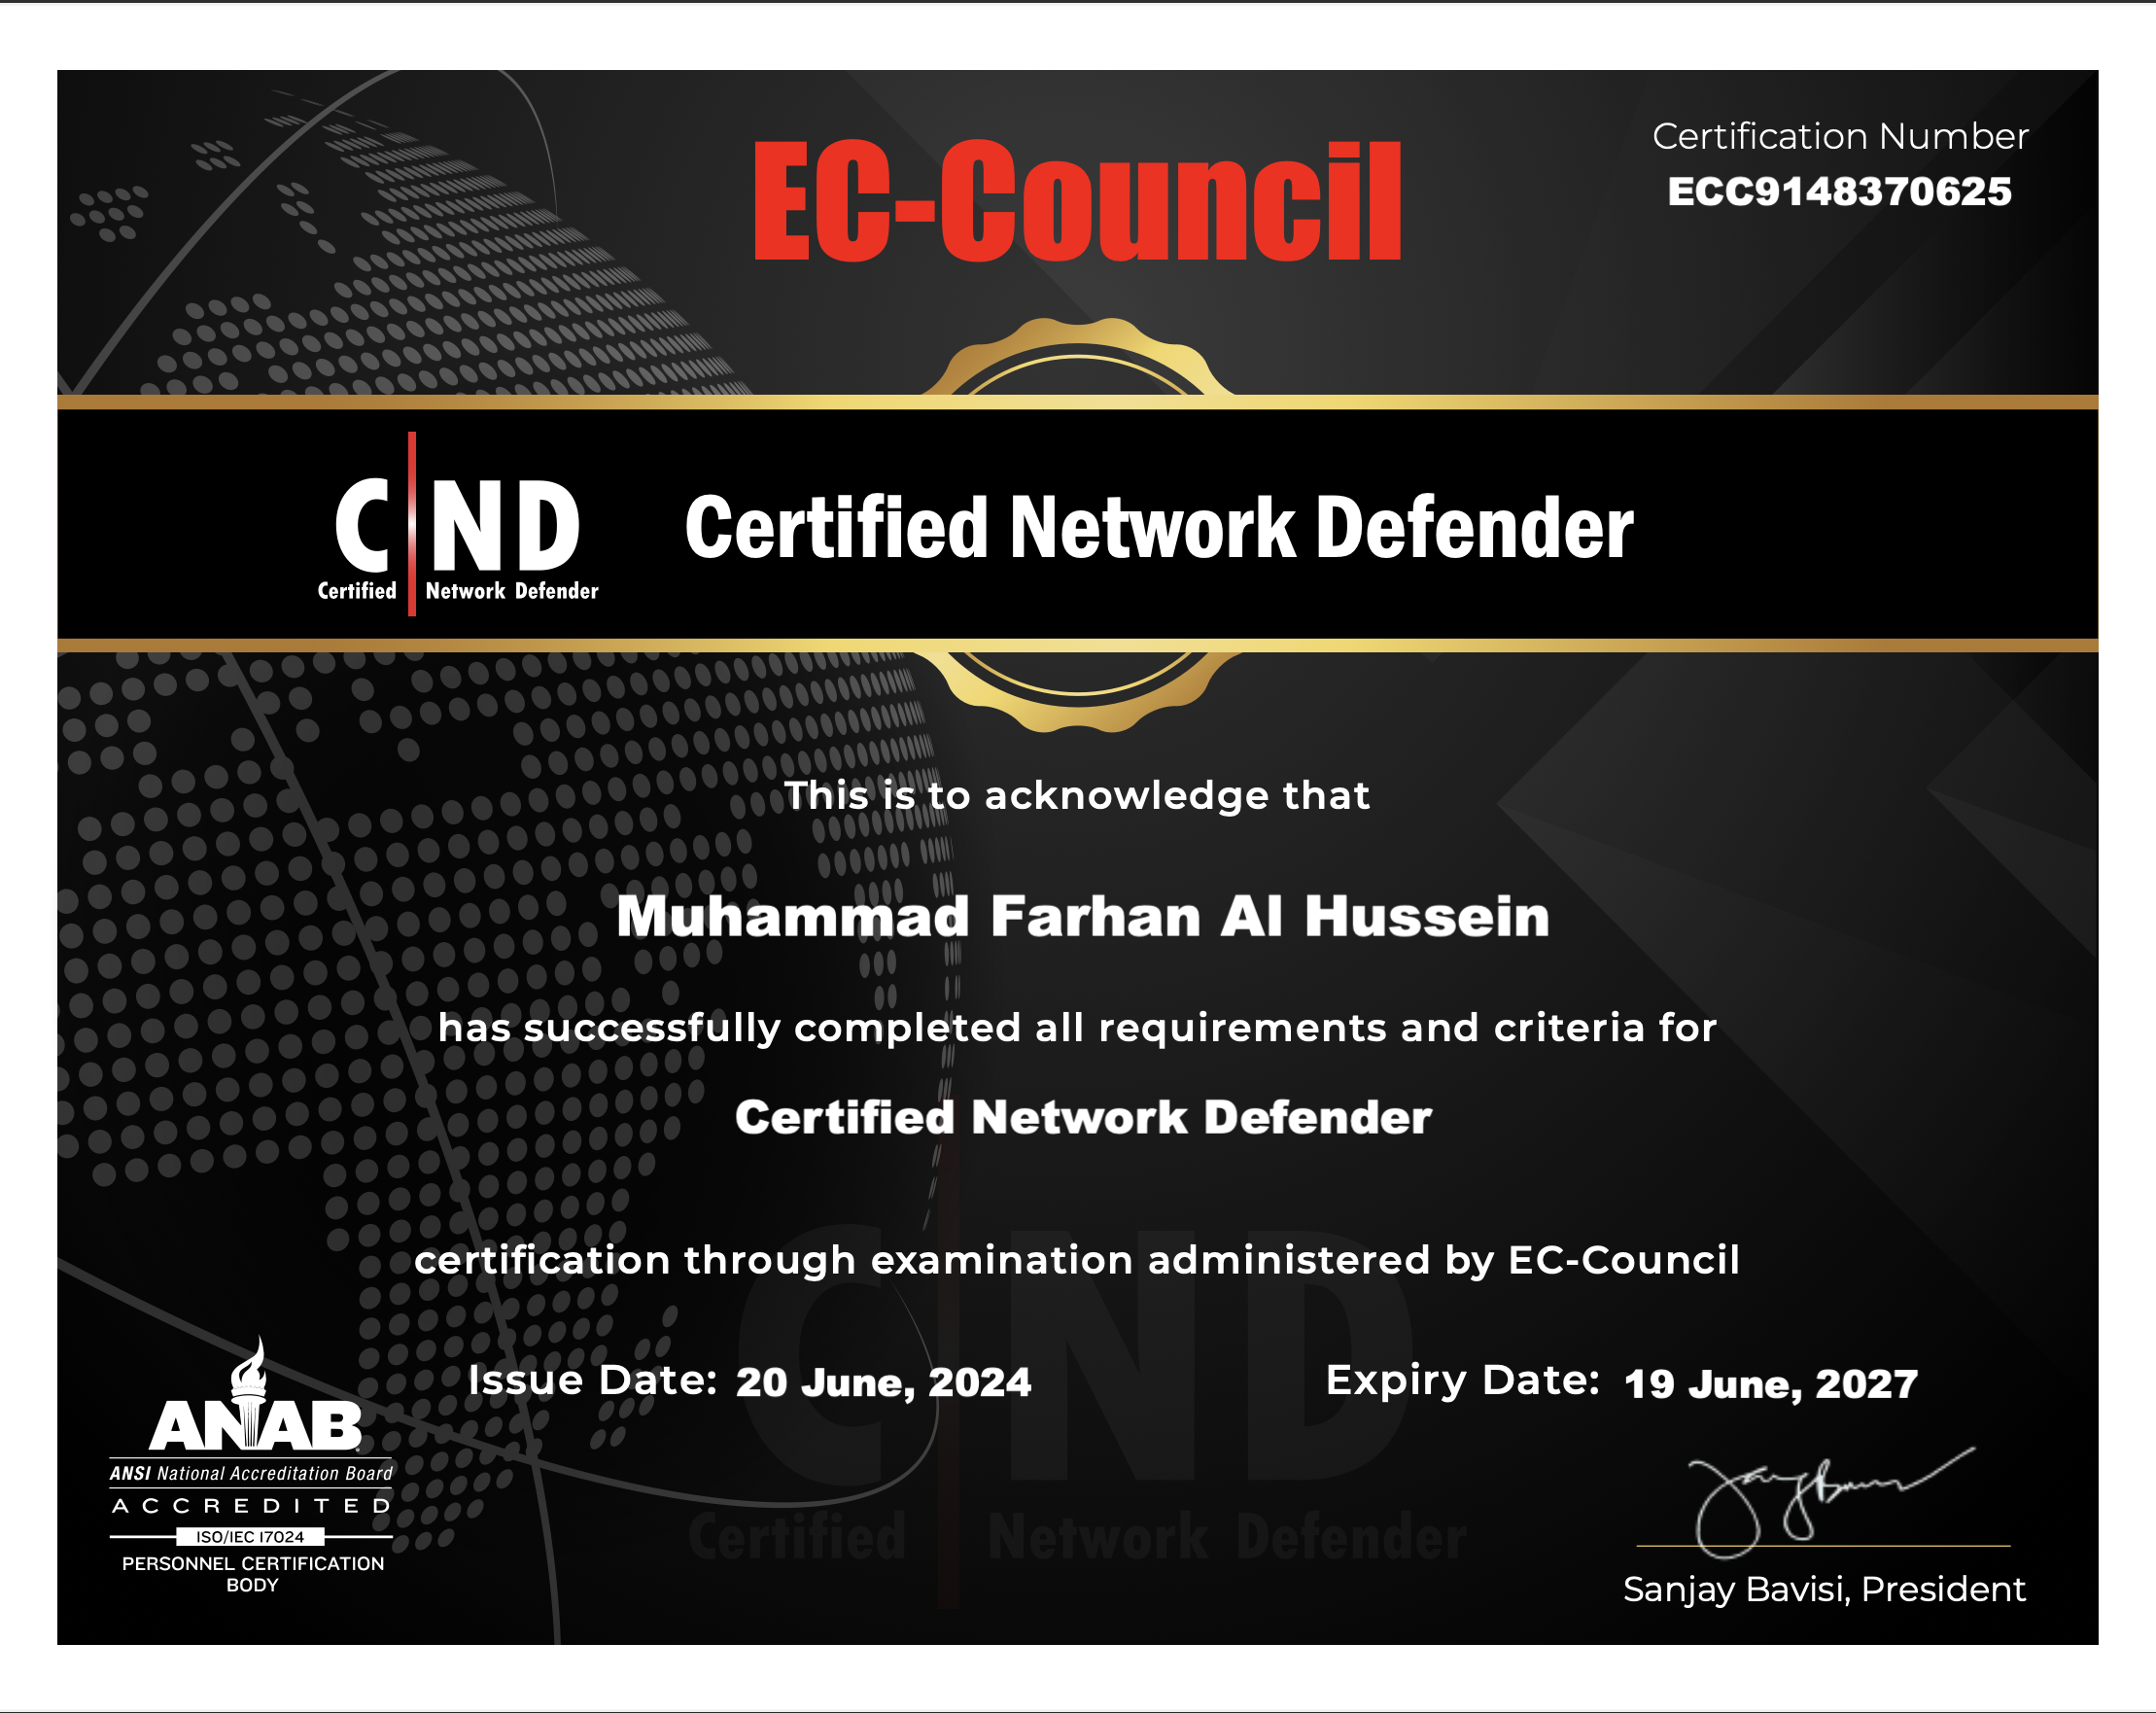 EC-Council
Certification Number
ECC9148370625
C|ND
Certified Network Defender
Certified Network Defender
This is to acknowledge that
Muhammad Farhan Al Hussein
has successfully completed all requirements and criteria for
Certified Network Defender
certification through examination administered by EC-Council
Issue Date: 20 June, 2024
Expiry Date: 19 June, 2027
CND
Certified Network Defender
ANAB
ANSI National Accreditation Board
ACCREDITED
ISO/IEC 17024
PERSONNEL CERTIFICATION
BODY
Sanjay Bavisi, President